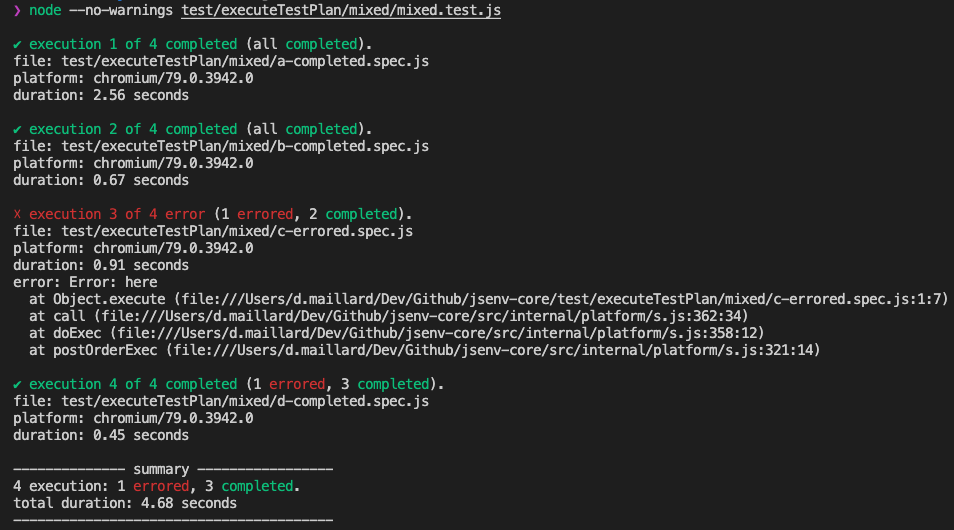 ❯ node --no-warnings test/executeTestPlan/mixed/mixed.test.js
✔ execution 1 of 4 completed (all completed).
file: test/executeTestPlan/mixed/a-completed.spec.js
platform: chromium/79.0.3942.0
duration: 2.56 seconds
✔ execution 2 of 4 completed (all completed).
file: test/executeTestPlan/mixed/b-completed.spec.js
platform: chromium/79.0.3942.0
duration: 0.67 seconds
☓ execution 3 of 4 error (1 errored, 2 completed).
file: test/executeTestPlan/mixed/c-errored.spec.js
platform: chromium/79.0.3942.0
duration: 0.91 seconds
error: Error: here
  at Object.execute (file:///Users/d.maillard/Dev/Github/jsenv-core/test/executeTestPlan/mixed/c-errored.spec.js:1:7)
  at call (file:///Users/d.maillard/Dev/Github/jsenv-core/src/internal/platform/s.js:362:34)
  at doExec (file:///Users/d.maillard/Dev/Github/jsenv-core/src/internal/platform/s.js:358:12)
  at postOrderExec (file:///Users/d.maillard/Dev/Github/jsenv-core/src/internal/platform/s.js:321:14)
✔ execution 4 of 4 completed (1 errored, 3 completed).
file: test/executeTestPlan/mixed/d-completed.spec.js
platform: chromium/79.0.3942.0
duration: 0.45 seconds
-------------- summary -----------------
4 execution: 1 errored, 3 completed.
total duration: 4.68 seconds
----------------------------------------